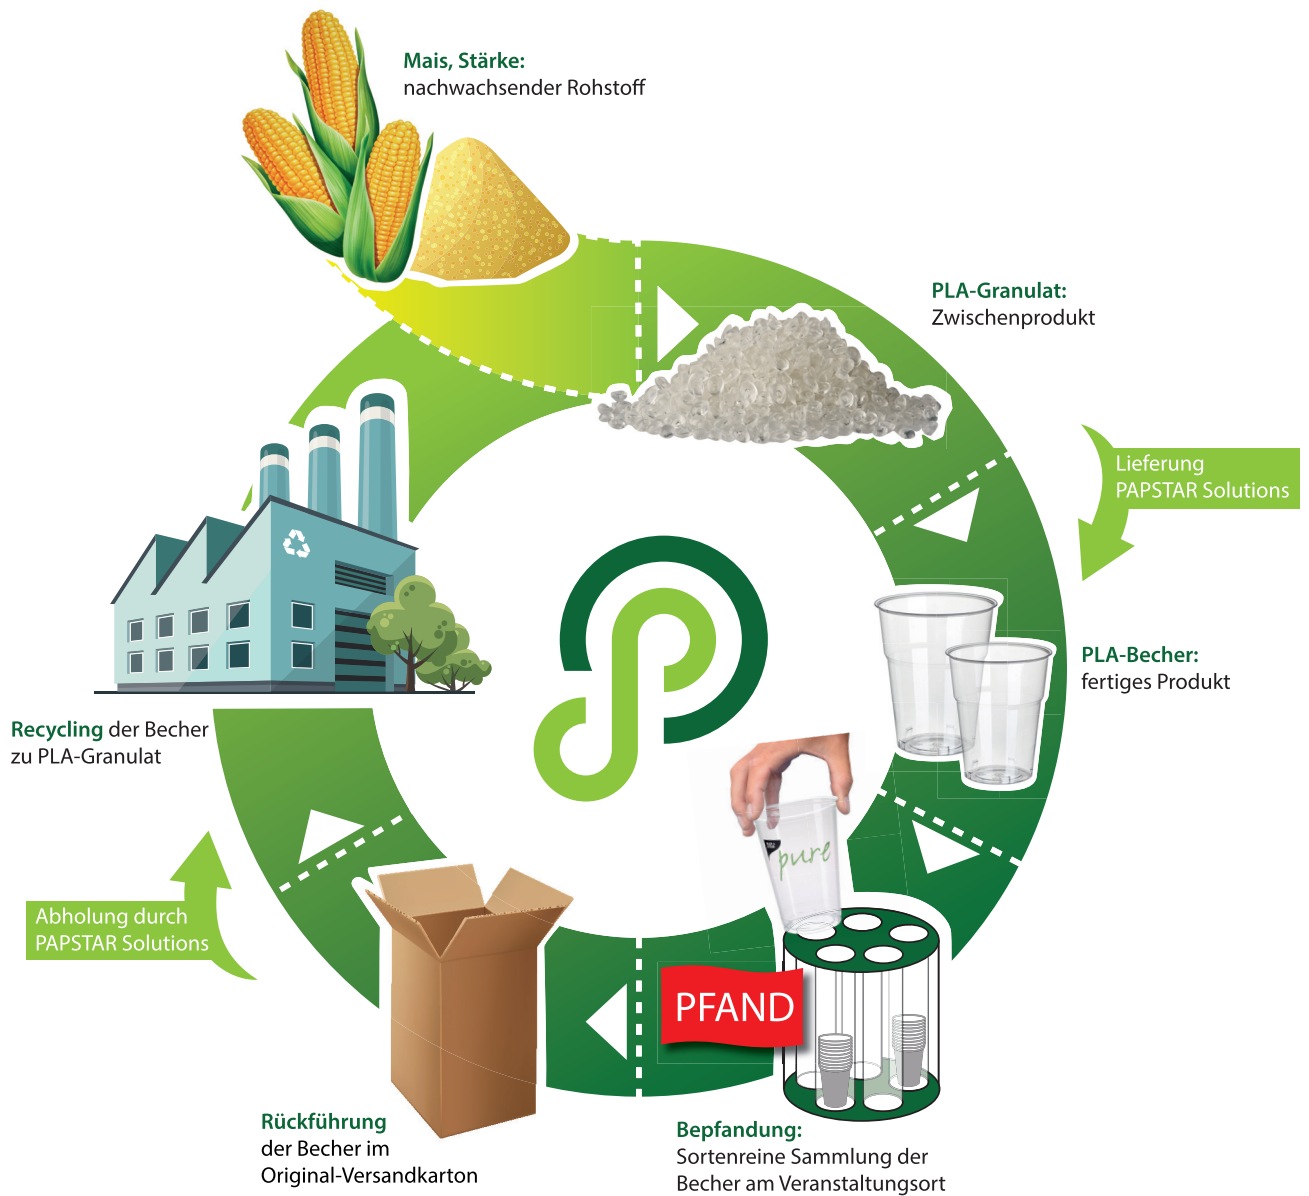 Mais, Stärke:
nachwachsender Rohstoff
PLA-Granulat:
Zwischenprodukt
Lieferung
PAPSTAR Solutions
PLA-Becher:
fertiges Produkt
pure
PFAND
Bepfandung:
Sortenreine Sammlung der
Becher am Veranstaltungsort
Rückführung
der Becher im
Original-Versandkarton
Abholung durch
PAPSTAR Solutions
Recycling der Becher
zu PLA-Granulat